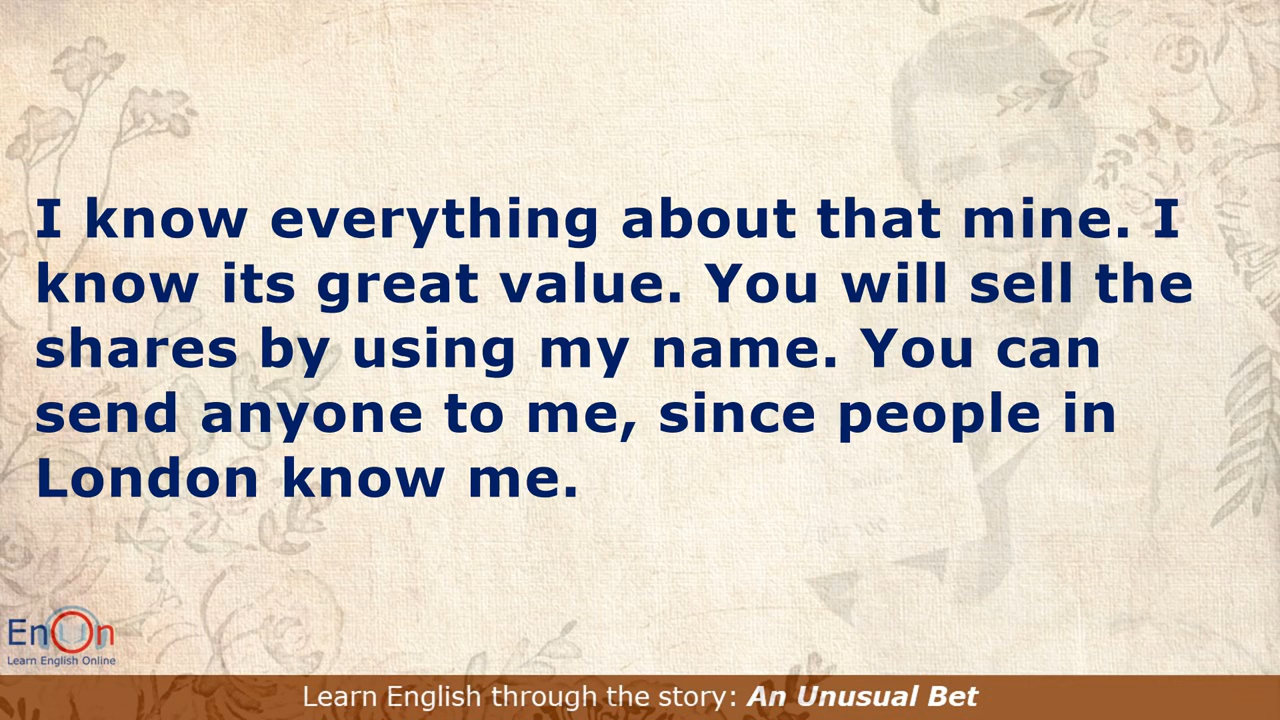 I know everything about that mine. I
know its great value. You will sell the
shares by using my name. You can
send anyone to me, since people in
London know me.
EnOn
Learn English Online
Learn English through the story: An Unusual Bet